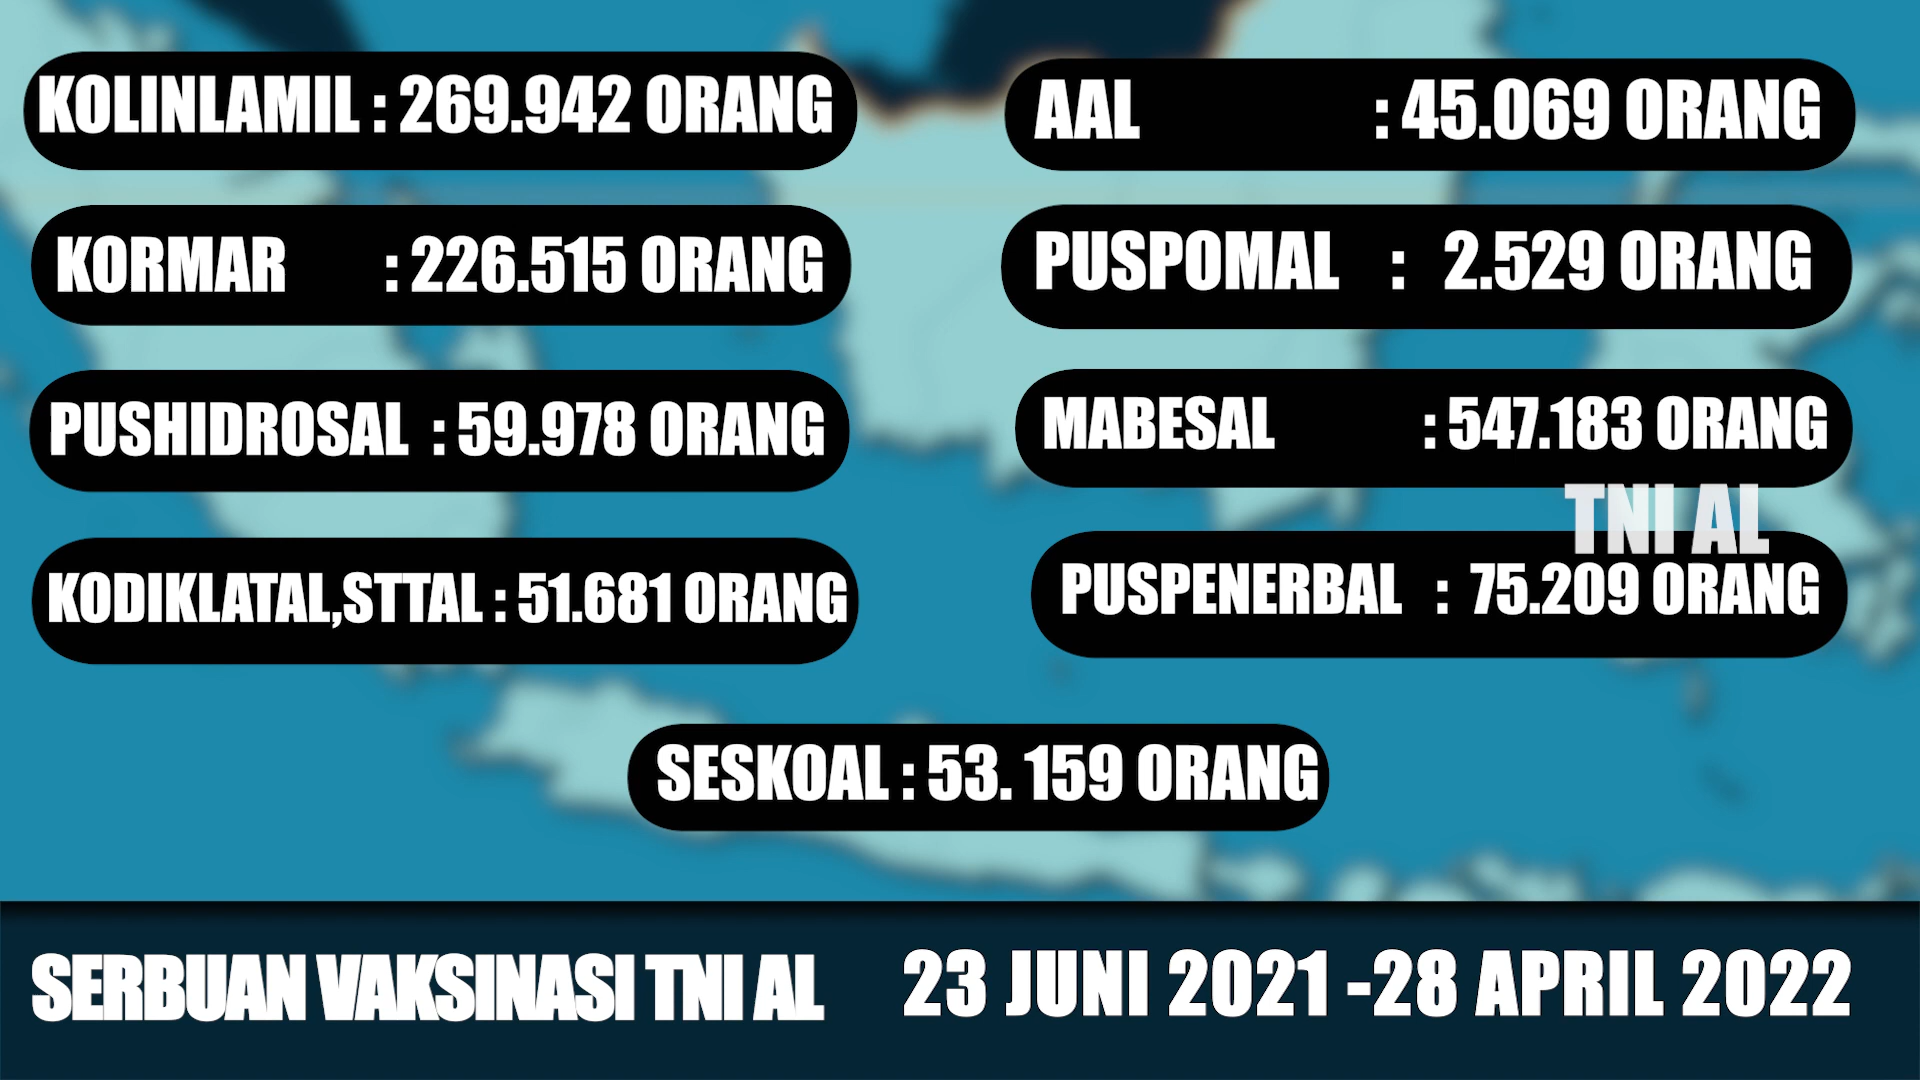 KOLINLAMIL : 269.942 ORANG
KORMAR : 226.515 ORANG
PUSHIDROSAL : 59.978 ORANG
KODIKLATAL,STTAL : 51.681 ORANG
AAL : 45.069 ORANG
PUSPOMAL : 2.529 ORANG
MABESAL : 547.183 ORANG
TNI AL
PUSPENERBAL : 75.209 ORANG
SESKOAL : 53. 159 ORANG
SERBUAN VAKSINASI TNI AL
23 JUNI 2021 -28 APRIL 2022